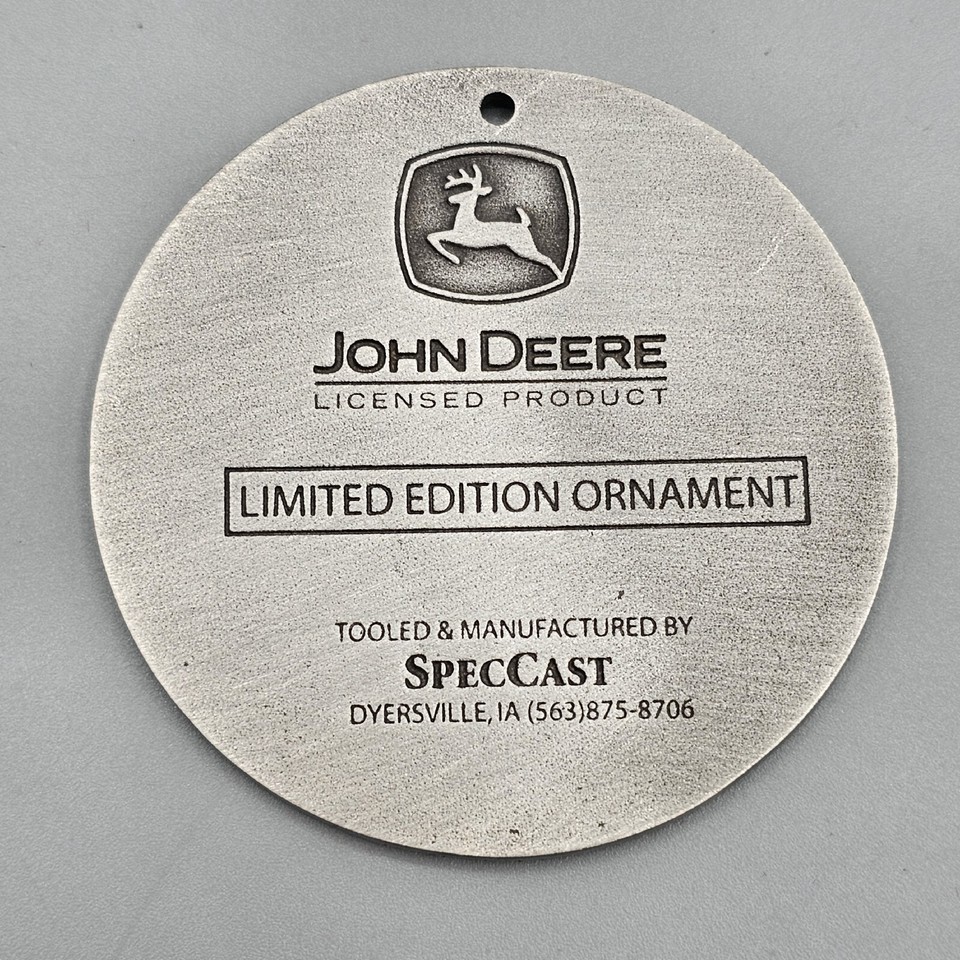 JOHN DEERE
LICENSED PRODUCT
LIMITED EDITION ORNAMENT
TOOLED & MANUFACTURED BY
SPECCAST
DYERSVILLE, IA (563)875-8706